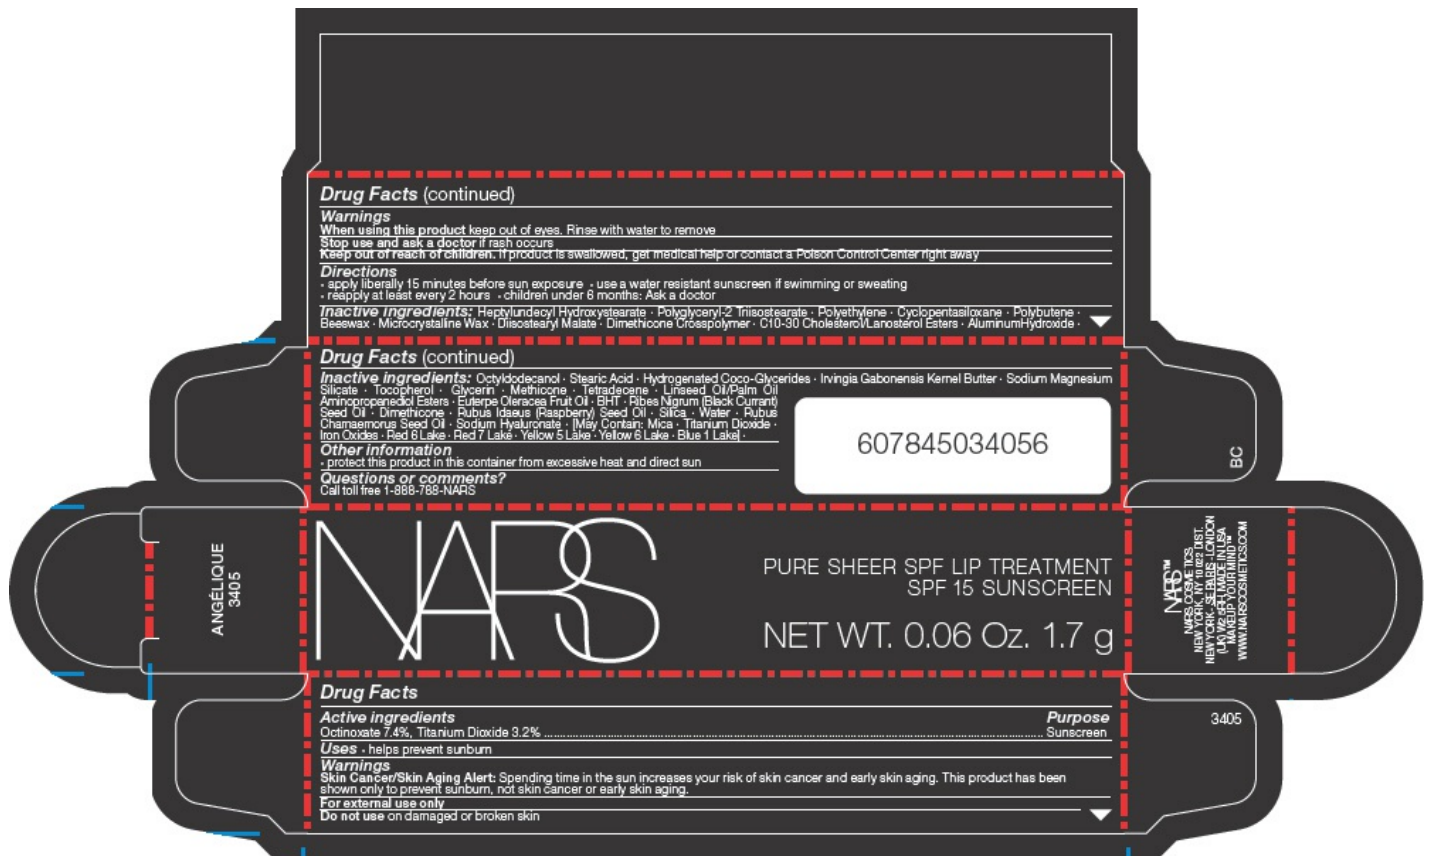 Drug Facts (continued)
Warnings
When using this product keep out of eyes. Rinse with water to remove
Stop use and ask a doctor if rash occurs
Keep out of reach of children. If product is swallowed, get medical help or contact a Poison Control Center right away
Directions
• apply liberally 15 minutes before sun exposure • use a water resistant sunscreen if swimming or sweating
• reapply at least every 2 hours • children under 6 months: Ask a doctor
Inactive ingredients: Heptylundecyl Hydroxystearate · Polyglyceryl-2 Triisostearate · Polyethylene · Cyclopentasiloxane · Polybutene ·
Beeswax · Microcrystalline Wax · Diisostearyl Malate · Dimethicone Crosspolymer · C10-30 Cholesterol/Lanosterol Esters · AluminumHydroxide ·
Drug Facts (continued)
Inactive ingredients: Octyldodecanol · Stearic Acid · Hydrogenated Coco-Glycerides · Irvingia Gabonensis Kernel Butter · Sodium Magnesium
Silicate · Tocopherol · Glycerin · Methicone · Tetradecene · Linseed Oil/Palm Oil
Aminopropanediol Esters · Euterpe Oleracea Fruit Oil · BHT · Ribes Nigrum (Black Currant)
Seed Oil · Dimethicone · Rubus Idaeus (Raspberry) Seed Oil · Silica · Water · Rubus
Chamaemorus Seed Oil · Sodium Hyaluronate · [May Contain: Mica · Titanium Dioxide ·
Iron Oxides · Red 6 Lake · Red 7 Lake · Yellow 5 Lake · Yellow 6 Lake · Blue 1 Lake] ·
Other information
• protect this product in this container from excessive heat and direct sun
Questions or comments?
Call toll free 1-888-788-NARS
607845034056
BC
ANGÉLIQUE
3405
NARS
PURE SHEER SPF LIP TREATMENT
SPF 15 SUNSCREEN
NET WT. 0.06 Oz. 1.7 g
NARS™
NARS COSMETICS
NEW YORK, NY 10022 DIST.
NEW YORK - SE PARIS - LONDON
(UK) W2 5RH, MADE IN USA
MAKEUP YOUR MIND™
WWW.NARSCOSMETICS.COM
Drug Facts
Active ingredients Purpose
Octinoxate 7.4%, Titanium Dioxide 3.2% ........ Sunscreen
Uses • helps prevent sunburn
Warnings
Skin Cancer/Skin Aging Alert: Spending time in the sun increases your risk of skin cancer and early skin aging. This product has been
shown only to prevent sunburn, not skin cancer or early skin aging.
For external use only
Do not use on damaged or broken skin
3405